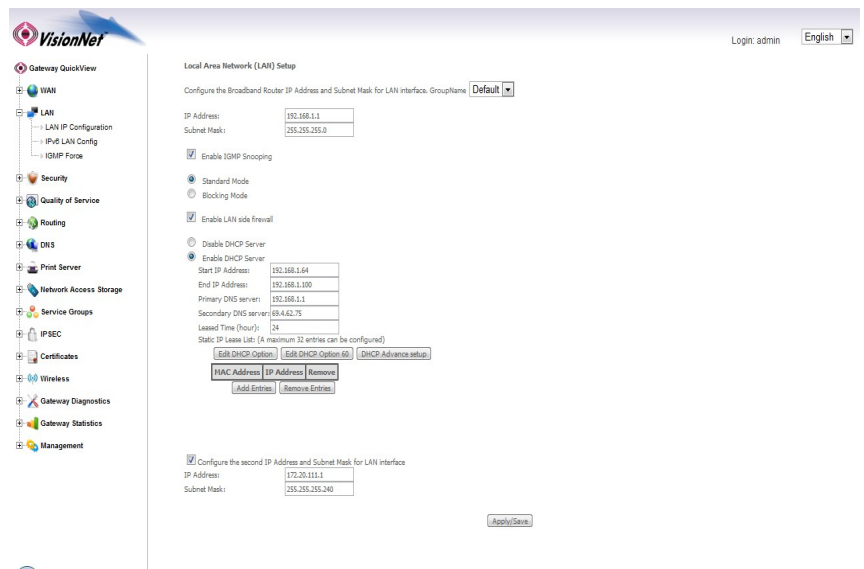 VisionNet
Login: admin
English
Gateway QuickView
WAN
LAN
LAN IP Configuration
IPv6 LAN Config
IGMP Force
Security
Quality of Service
Routing
DNS
Print Server
Network Access Storage
Service Groups
IPSEC
Certificates
Wireless
Gateway Diagnostics
Gateway Statistics
Management
Local Area Network (LAN) Setup
Configure the Broadband Router IP Address and Subnet Mask for LAN interface. GroupName Default
IP Address: 192.168.1.1
Subnet Mask: 255.255.255.0
Enable IGMP Snooping
Standard Mode
Blocking Mode
Enable LAN side firewall
Disable DHCP Server
Enable DHCP Server
Start IP Address: 192.168.1.64
End IP Address: 192.168.1.100
Primary DNS server: 192.168.1.1
Secondary DNS server: 69.4.62.75
Leased Time (hour): 24
Static IP Lease List: (A maximum 32 entries can be configured)
Edit DHCP Option Edit DHCP Option 60 DHCP Advance setup
MAC Address IP Address Remove
Add Entries Remove Entries
Configure the second IP Address and Subnet Mask for LAN interface
IP Address: 172.20.111.1
Subnet Mask: 255.255.255.240
Apply/Save